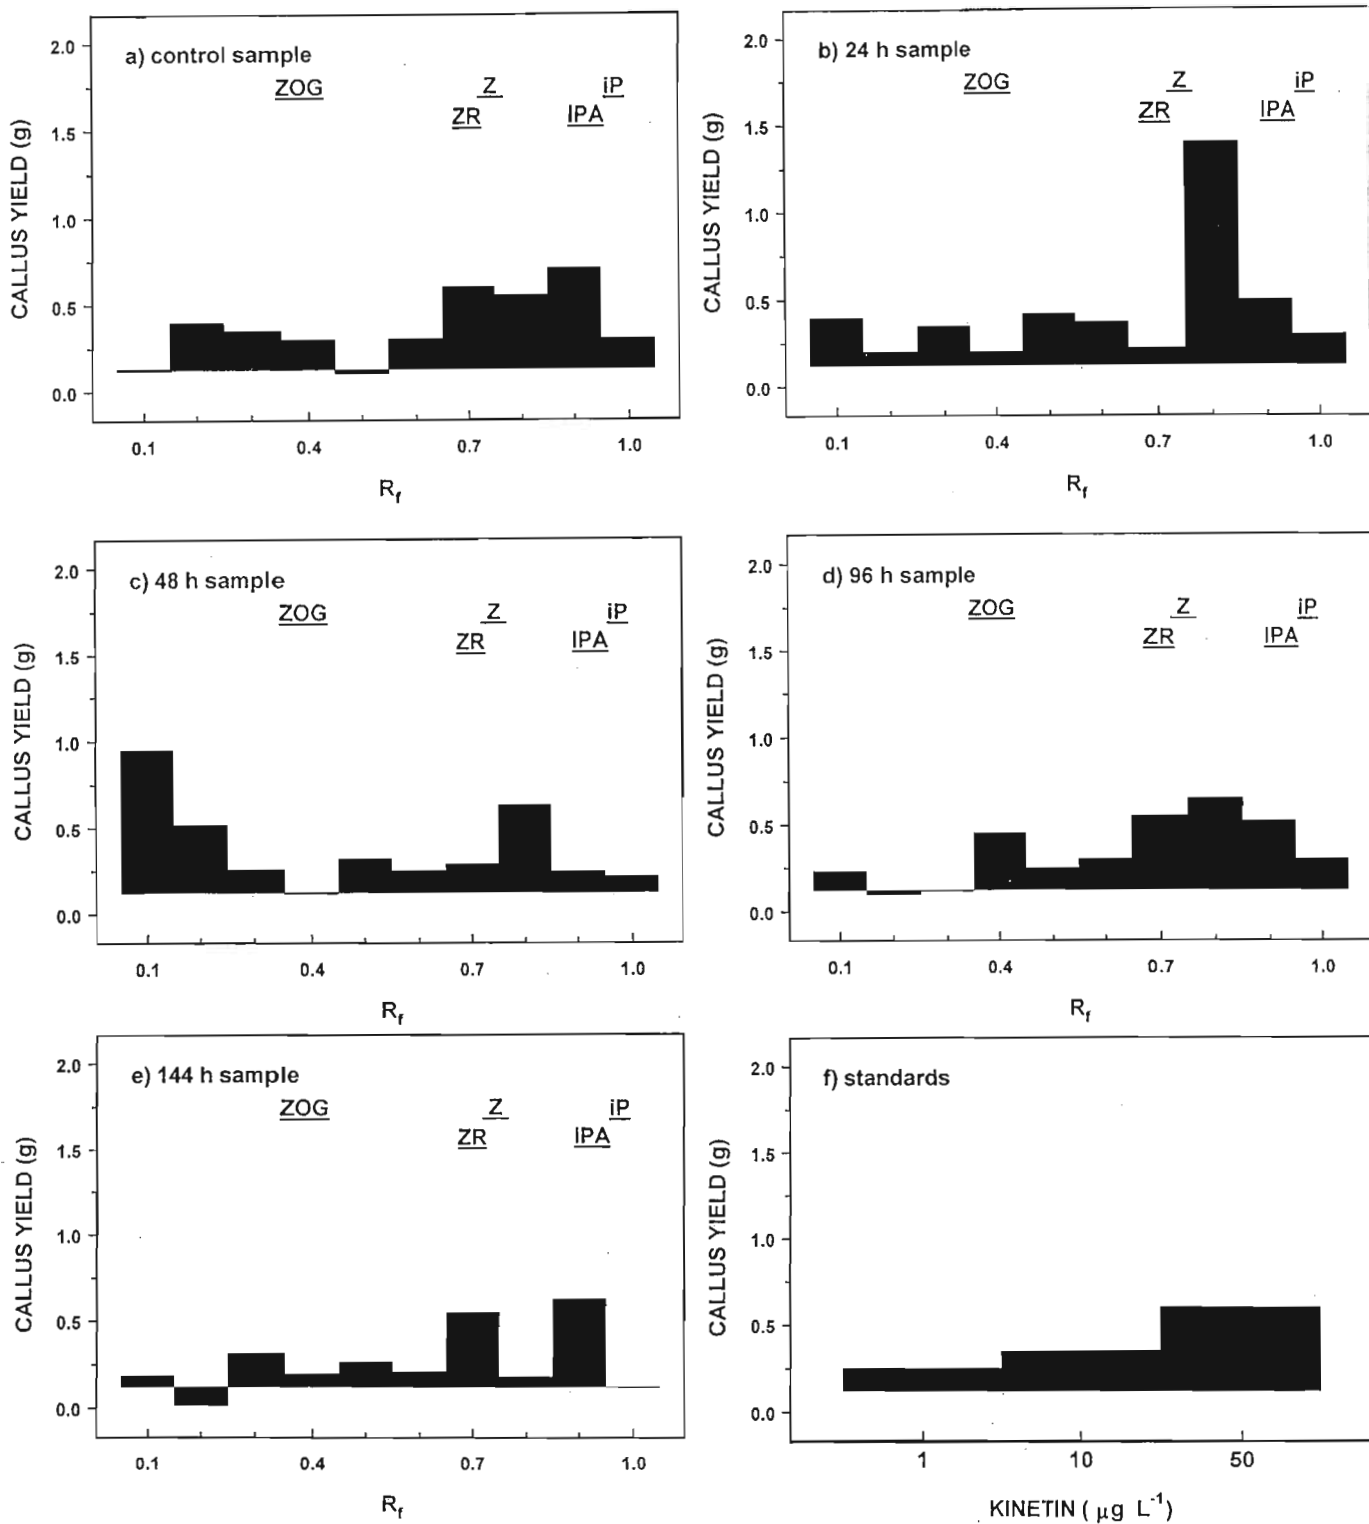 a) control sample
ZOG
Z
iP
ZR
IPA
2.0
1.5
1.0
0.5
0.0
CALLUS YIELD (g)
0.1
0.4
0.7
1.0
Rf
b) 24 h sample
ZOG
Z
iP
ZR
IPA
2.0
1.5
1.0
0.5
0.0
CALLUS YIELD (g)
0.1
0.4
0.7
1.0
Rf
c) 48 h sample
ZOG
Z
iP
ZR
IPA
2.0
1.5
1.0
0.5
0.0
CALLUS YIELD (g)
0.1
0.4
0.7
1.0
Rf
d) 96 h sample
ZOG
Z
iP
ZR
IPA
2.0
1.5
1.0
0.5
0.0
CALLUS YIELD (g)
0.1
0.4
0.7
1.0
Rf
e) 144 h sample
ZOG
Z
iP
ZR
IPA
2.0
1.5
1.0
0.5
0.0
CALLUS YIELD (g)
0.1
0.4
0.7
1.0
Rf
f) standards
2.0
1.5
1.0
0.5
0.0
CALLUS YIELD (g)
1
10
50
KINETIN ( µg L⁻¹)